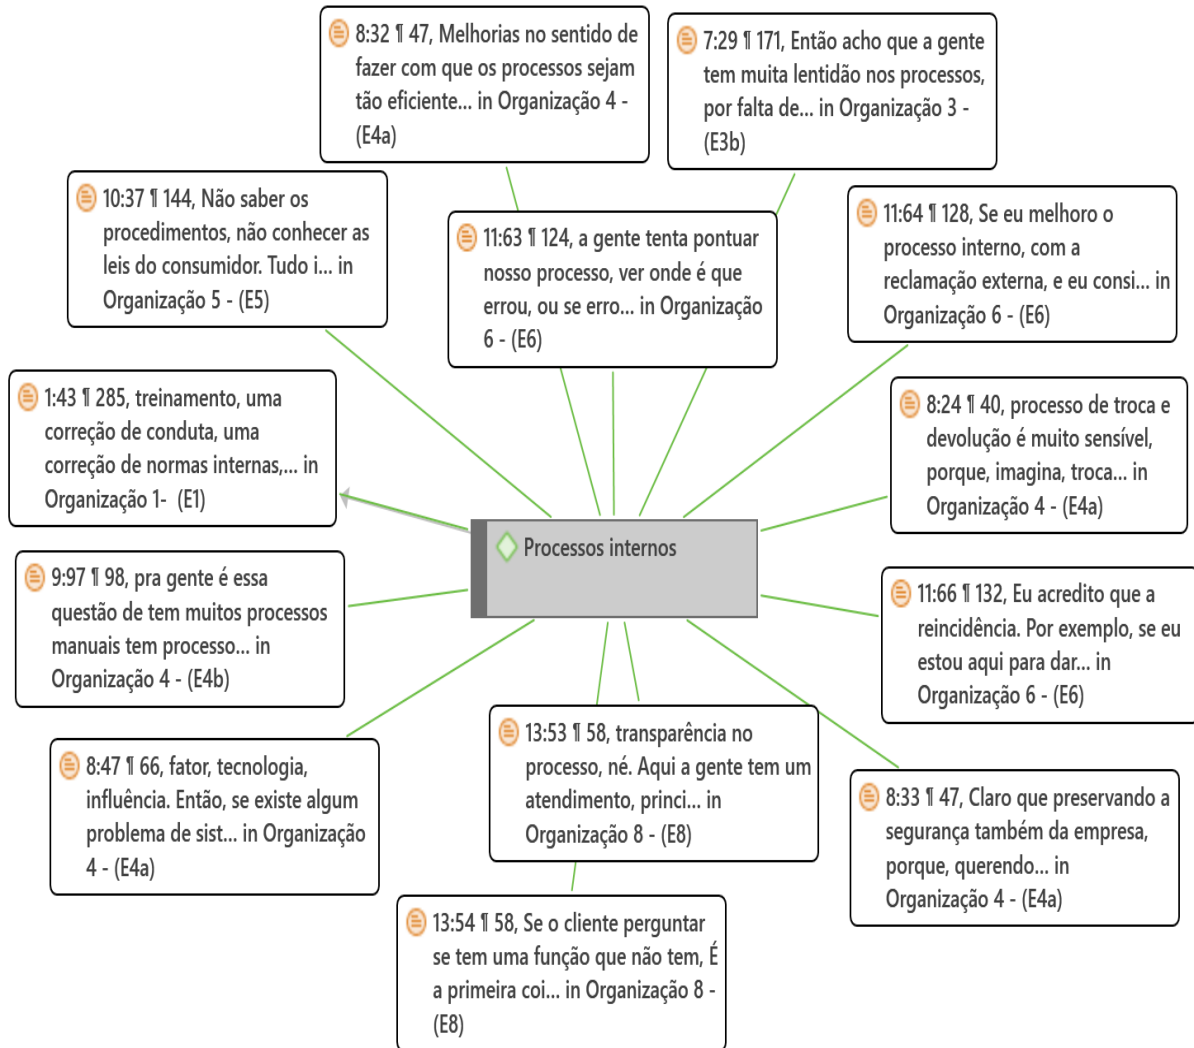 8:32 ¶ 47, Melhorias no sentido de
fazer com que os processos sejam
tão eficiente... in Organização 4 -
(E4a)
7:29 ¶ 171, Então acho que a gente
tem muita lentidão nos processos,
por falta de... in Organização 3 -
(E3b)
10:37 ¶ 144, Não saber os
procedimentos, não conhecer as
leis do consumidor. Tudo i... in
Organização 5 - (E5)
11:63 ¶ 124, a gente tenta pontuar
nosso processo, ver onde é que
errou, ou se erro... in Organização
6 - (E6)
11:64 ¶ 128, Se eu melhoro o
processo interno, com a
reclamação externa, e eu consi... in
Organização 6 - (E6)
1:43 ¶ 285, treinamento, uma
correção de conduta, uma
correção de normas internas,... in
Organização 1- (E1)
8:24 ¶ 40, processo de troca e
devolução é muito sensível,
porque, imagina, troca... in
Organização 4 - (E4a)
Processos internos
9:97 ¶ 98, pra gente é essa
questão de tem muitos processos
manuais tem processo... in
Organização 4 - (E4b)
11:66 ¶ 132, Eu acredito que a
reincidência. Por exemplo, se eu
estou aqui para dar... in
Organização 6 - (E6)
8:47 ¶ 66, fator, tecnologia,
influência. Então, se existe algum
problema de sist... in Organização
4 - (E4a)
13:53 ¶ 58, transparência no
processo, né. Aqui a gente tem um
atendimento, princi... in
Organização 8 - (E8)
8:33 ¶ 47, Claro que preservando a
segurança também da empresa,
porque, querendo... in
Organização 4 - (E4a)
13:54 ¶ 58, Se o cliente perguntar
se tem uma função que não tem, É
a primeira coi... in Organização 8 -
(E8)